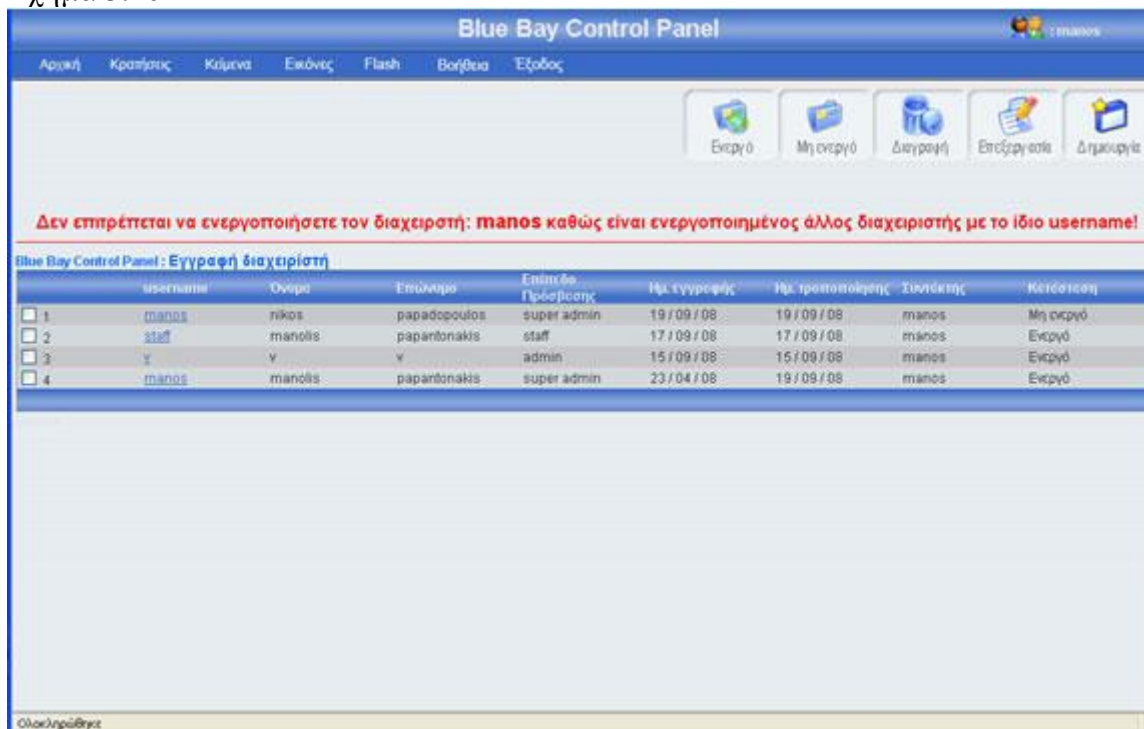 Blue Bay Control Panel
: manos
Αρχική Κρατήσεις Κείμενα Εικόνες Flash Βοήθεια Έξοδος
Ενεργό Μη ενεργό Διαγραφή Επεξεργασία Δημιουργία
Δεν επιτρέπεται να ενεργοποιήσετε τον διαχειρστή: manos καθώς είναι ενεργοποιημένος άλλος διαχειριστής με το ίδιο username!
Blue Bay Control Panel : Εγγραφή διαχειρίστή
username Όνομα Επώνυμο Επίπεδο Πρόσβασης Ημ. εγγραφής Ημ. τροποποίησης Συντάκτης Κατάσταση
1 manos nikos papadopoulos super admin 19 / 09 / 08 19 / 09 / 08 manos Μη ενεργό
2 staff manolis papantonakis staff 17 / 09 / 08 17 / 09 / 08 manos Ενεργό
3 v v v admin 15 / 09 / 08 15 / 09 / 08 manos Ενεργό
4 manos manolis papantonakis super admin 23 / 04 / 08 19 / 09 / 08 manos Ενεργό
Ολοκληρώθηκε